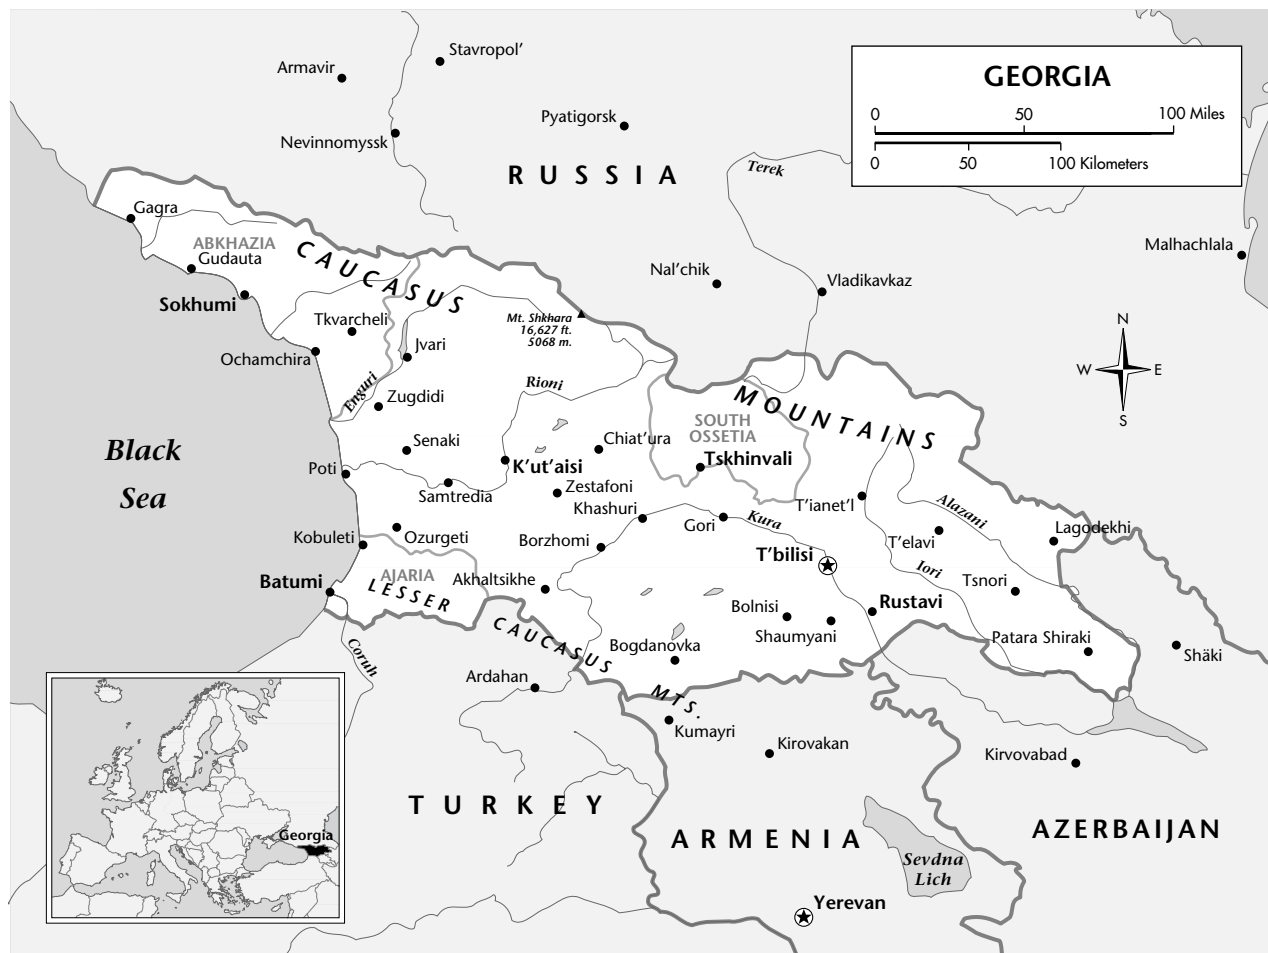 Stavropol’
Armavir
GEORGIA
0 50 100 Miles
0 50 100 Kilometers
Pyatigorsk
Nevinnomyssk
RUSSIA
Terek
Gagra
ABKHAZIA
Gudauta
CAUCASUS
Malhachlala
Nal’chik
Vladikavkaz
Sokhumi
Tkvarcheli
Mt. Shkhara
16,627 ft.
5068 m.
N
W E
S
Ochamchira
Jvari
Enguri
Zugdidi
Rioni
MOUNTAINS
SOUTH
OSSETIA
Black
Sea
Senaki
Chiat’ura
Tskhinvali
Poti
K’ut’aisi
Samtredia
Zestafoni
Khashuri
T’ianet’l
Alazani
Gori
Kura
Lagodekhi
Kobuleti
Ozurgeti
Borzhomi
T’bilisi
T’elavi
Iori
Tsnori
Batumi
AJARIA
LESSER
Akhaltsikhe
Bolnisi
Rustavi
Shaumyani
CAUCASUS
Coruh
Bogdanovka
Patara Shiraki
Shäki
Ardahan
MTS.
Kumayri
Kirovakan
Kirvovabad
TURKEY
ARMENIA
AZERBAIJAN
Georgia
Sevdna
Lich
Yerevan